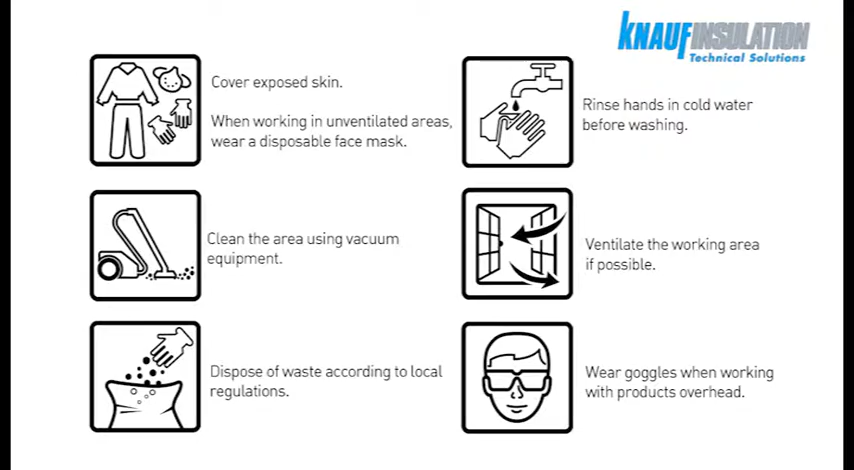 KNAUFINSULATION
Technical Solutions
Cover exposed skin.
When working in unventilated areas,
wear a disposable face mask.
Rinse hands in cold water
before washing.
Clean the area using vacuum
equipment.
Ventilate the working area
if possible.
Dispose of waste according to local
regulations.
Wear goggles when working
with products overhead.